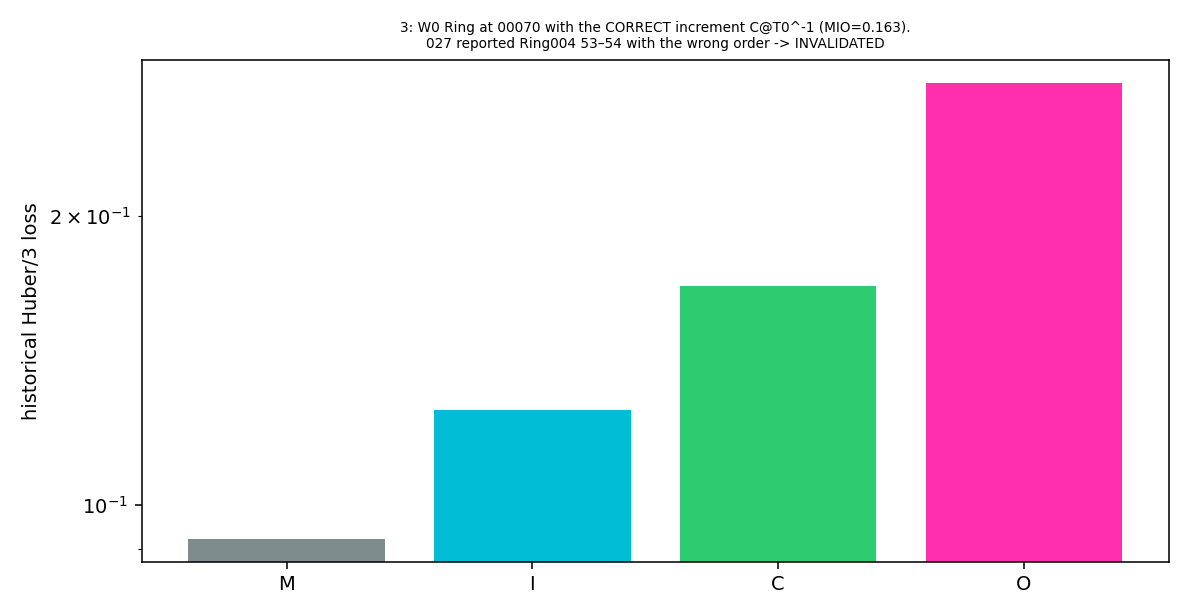 3: W0 Ring at 00070 with the CORRECT increment C@T0^-1 (MIO=0.163).
027 reported Ring004 53–54 with the wrong order -> INVALIDATED
historical Huber/3 loss
2 × 10⁻¹
10⁻¹
M I C O